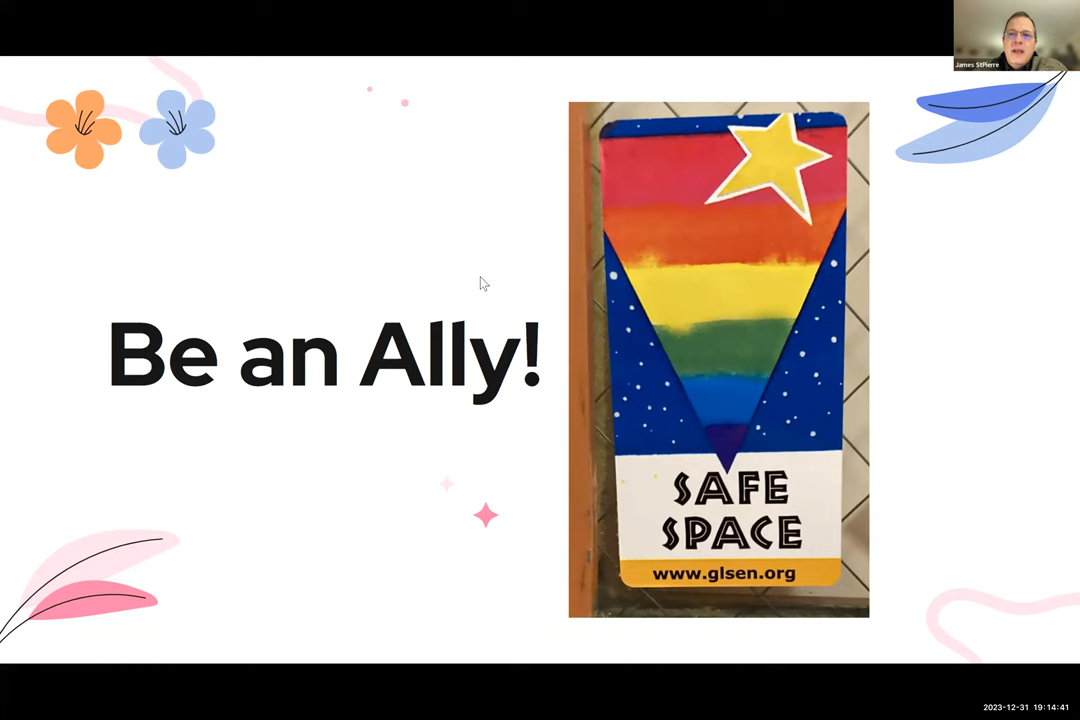 James StPierre
Be an Ally!
SAFE
SPACE
www.glsen.org
2023-12-31 19:14:41